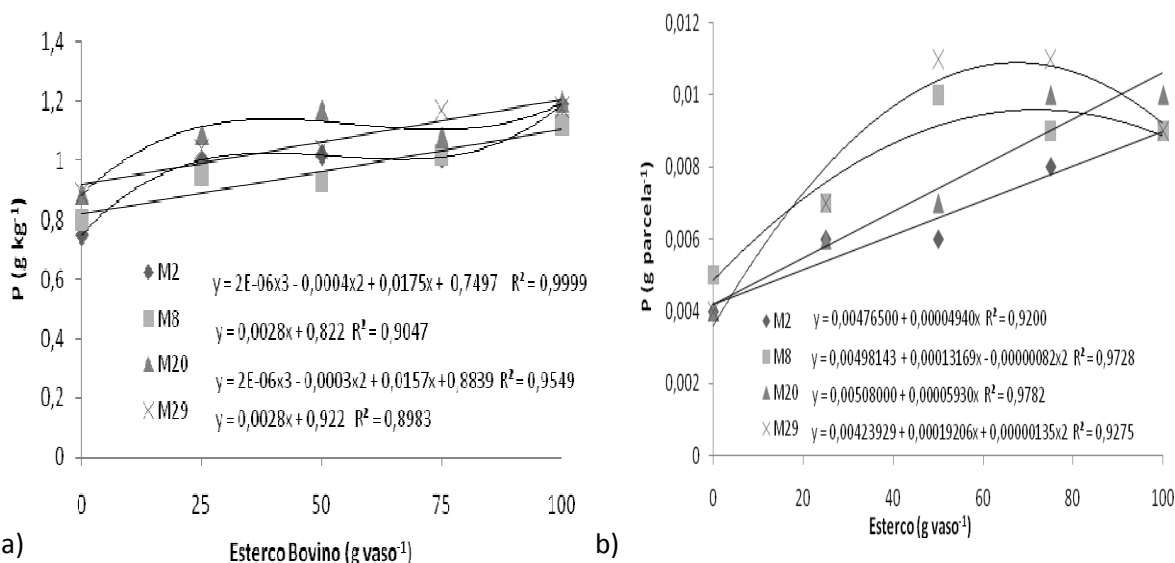 P (g kg⁻¹)
1,4
1,2
1
0,8
0,6
0,4
0,2
0
0 25 50 75 100
Esterco Bovino (g vaso⁻¹)
M2 y = 2E-06x3 - 0,0004x2 + 0,0175x + 0,7497 R² = 0,9999
M8 y = 0,0028x + 0,822 R² = 0,9047
M20 y = 2E-06x3 - 0,0003x2 + 0,0157x + 0,8839 R² = 0,9549
M29 y = 0,0028x + 0,922 R² = 0,8983
a)
P (g parcela⁻¹)
0,012
0,01
0,008
0,006
0,004
0,002
0
0 20 40 60 80 100
Esterco (g vaso⁻¹)
M2 y = 0,00476500 + 0,00004940x R² = 0,9200
M8 y = 0,00498143 + 0,00013169x - 0,00000082x2 R² = 0,9728
M20 y = 0,00508000 + 0,00005930x R² = 0,9782
M29 y = 0,00423929 + 0,00019206x + 0,00000135x2 R² = 0,9275
b)